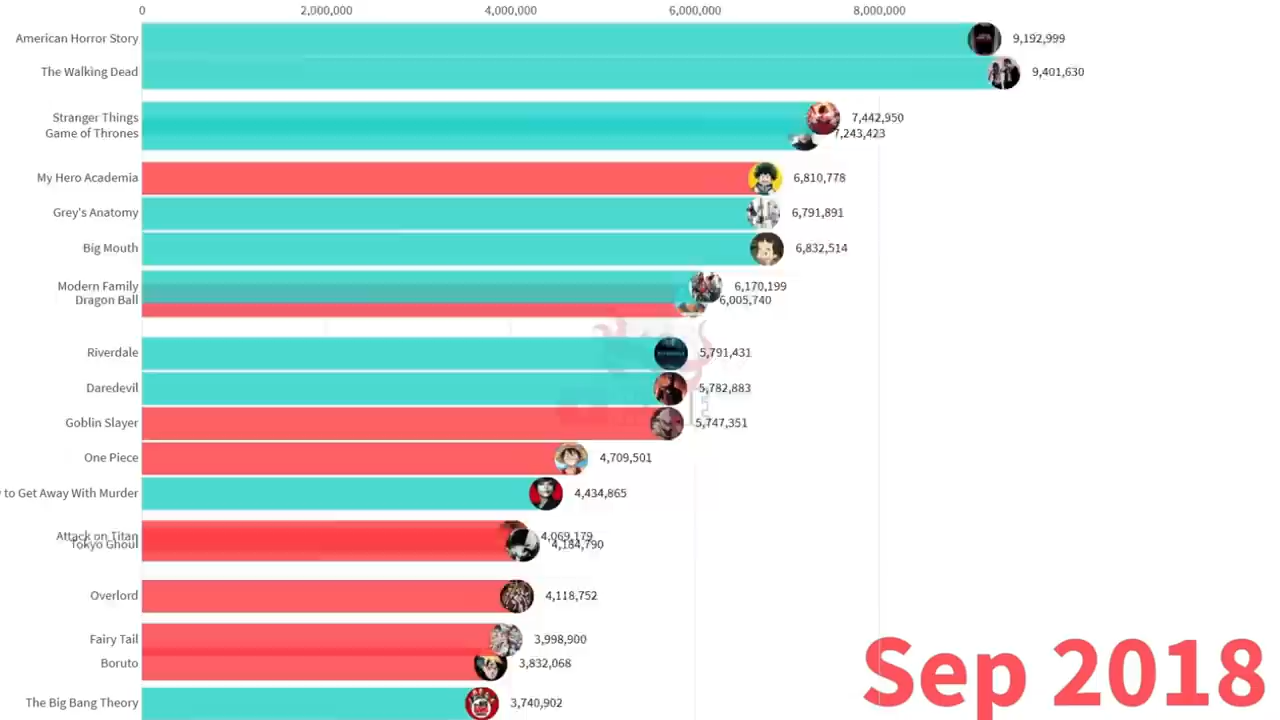 0 2,000,000 4,000,000 6,000,000 8,000,000
American Horror Story 9,192,999
The Walking Dead 9,401,630
Stranger Things 7,442,950
Game of Thrones 7,243,423
My Hero Academia 6,810,778
Grey's Anatomy 6,791,891
Big Mouth 6,832,514
Modern Family 6,170,199
Dragon Ball 6,005,740
Riverdale 5,791,431
Daredevil 5,782,883
Goblin Slayer 5,747,351
One Piece 4,709,501
to Get Away With Murder 4,434,865
Attack on Titan 4,069,179
Tokyo Ghoul 4,184,790
Overlord 4,118,752
Fairy Tail 3,998,900
Boruto 3,832,068
The Big Bang Theory 3,740,902
Sep 2018